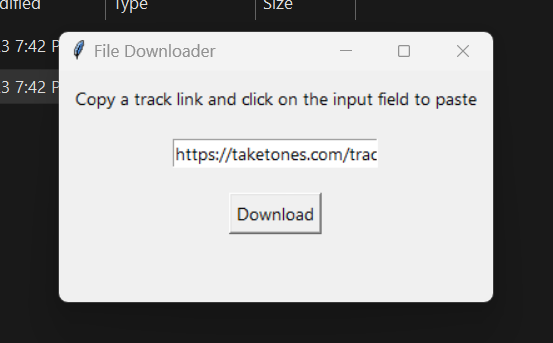 Type
Size
3 7:42 P
File Downloader
3 7:42 P
Copy a track link and click on the input field to paste
https://taketones.com/trac
Download